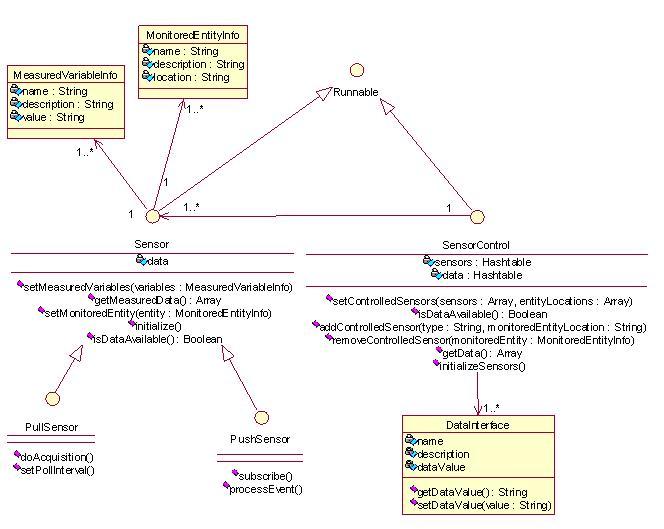 MonitoredEntityInfo
name : String
description : String
location : String
MeasuredVariableInfo
name : String
description : String
value : String
Runnable
1..*
1..*
1
1
1..*
1
Sensor
data
setMeasuredVariables(variables : MeasuredVariableInfo)
getMeasuredData() : Array
setMonitoredEntity(entity : MonitoredEntityInfo)
initialize()
isDataAvailable() : Boolean
SensorControl
sensors : Hashtable
data : Hashtable
setControlledSensors(sensors : Array, entityLocations : Array)
isDataAvailable() : Boolean
addControlledSensor(type : String, monitoredEntityLocation : String)
removeControlledSensor(monitoredEntity : MonitoredEntityInfo)
getData() : Array
initializeSensors()
1..*
PullSensor
doAcquisition()
setPollInterval()
PushSensor
subscribe()
processEvent()
DataInterface
name
description
dataValue
getDataValue() : String
setDataValue(value : String)